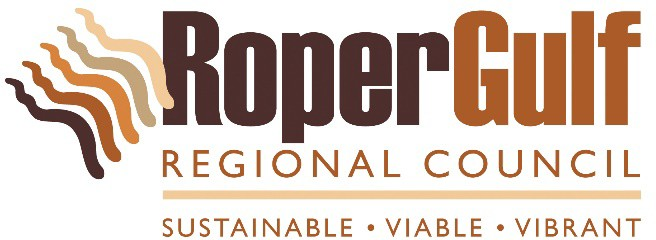 RoperGulf
REGIONAL COUNCIL
SUSTAINABLE • VIABLE • VIBRANT